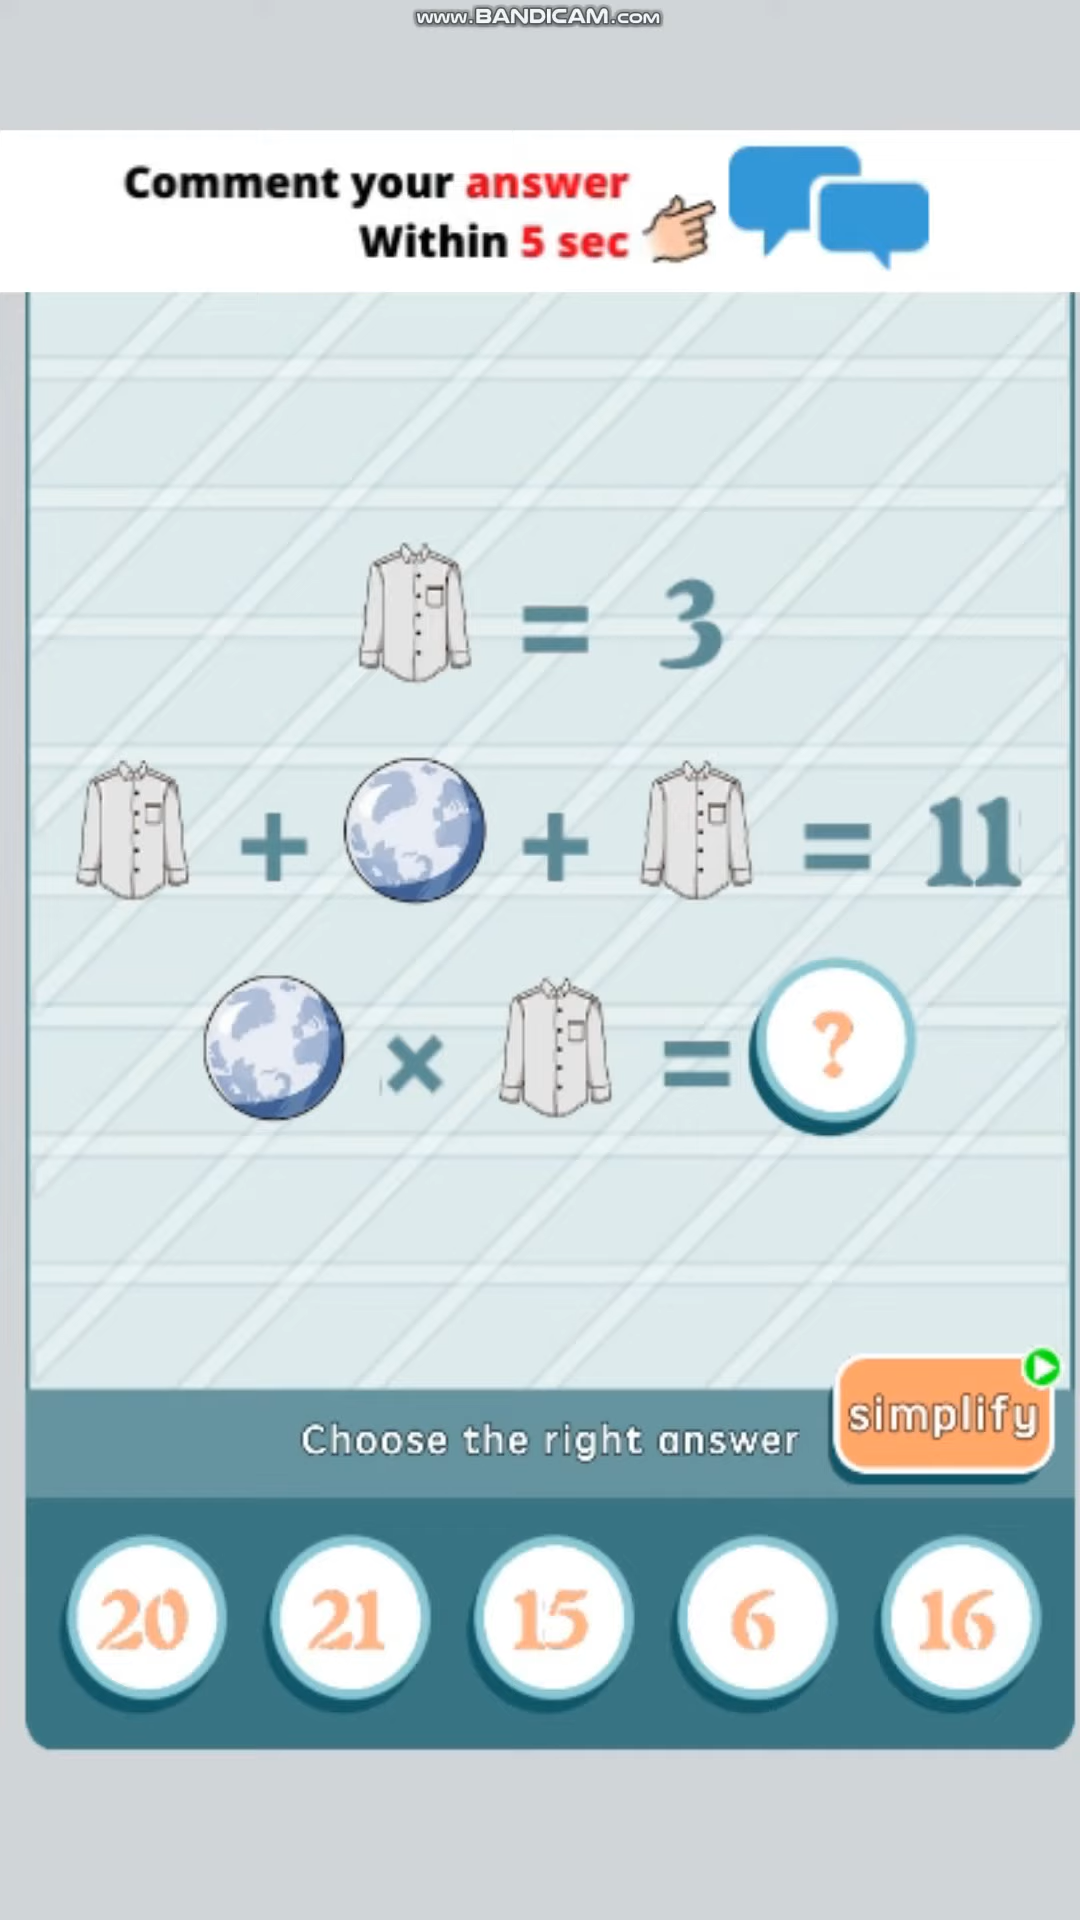 www.BANDICAM.com
Comment your answer
Within 5 sec
= 3
+ + = 11
× = ?
simplify
Choose the right answer
20 21 15 6 16